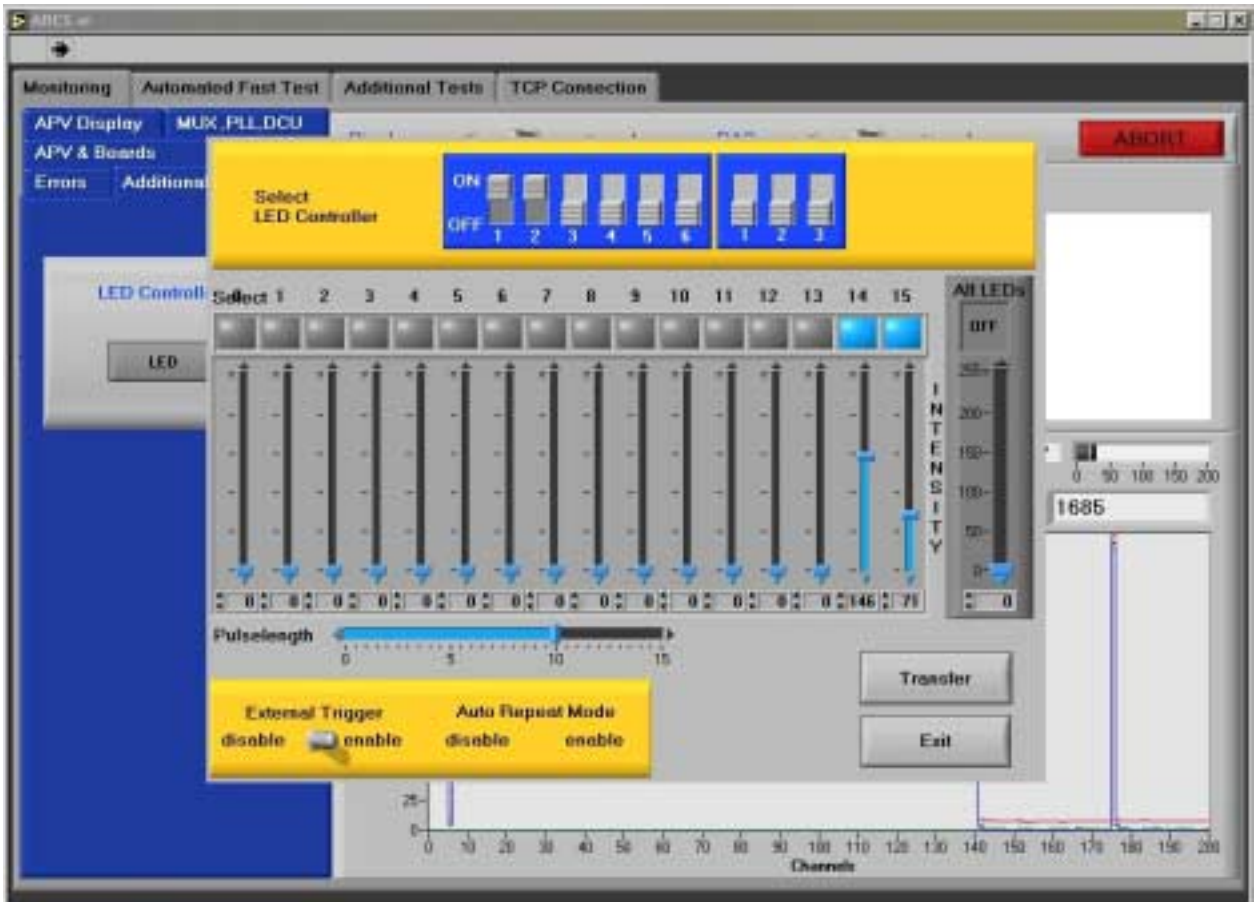 Monitoring Automated Fast Test Additional Tests TCP Connection
APV Display MUX,PLL,DCU
APV & Boards
Errors Additional
ABORT
Select
LED Controller
ON
OFF
1 2 3 4 5 6 1 2 3
LED Controll
LED
Select 1 2 3 4 5 6 7 8 9 10 11 12 13 14 15
All LEDs
OFF
INTENSITY
250
200
150
100
50
0
0 0 0 0 0 0 0 0 0 0 0 0 0 0 146 71 0
0 50 100 150 200
1685
Pulselength
0 5 10 15
Transfer
Exit
External Trigger Auto Repeat Mode
disable enable disable enable
25
0
0 10 20 30 40 50 60 70 80 90 100 110 120 130 140 150 160 170 180 190 200
Channels